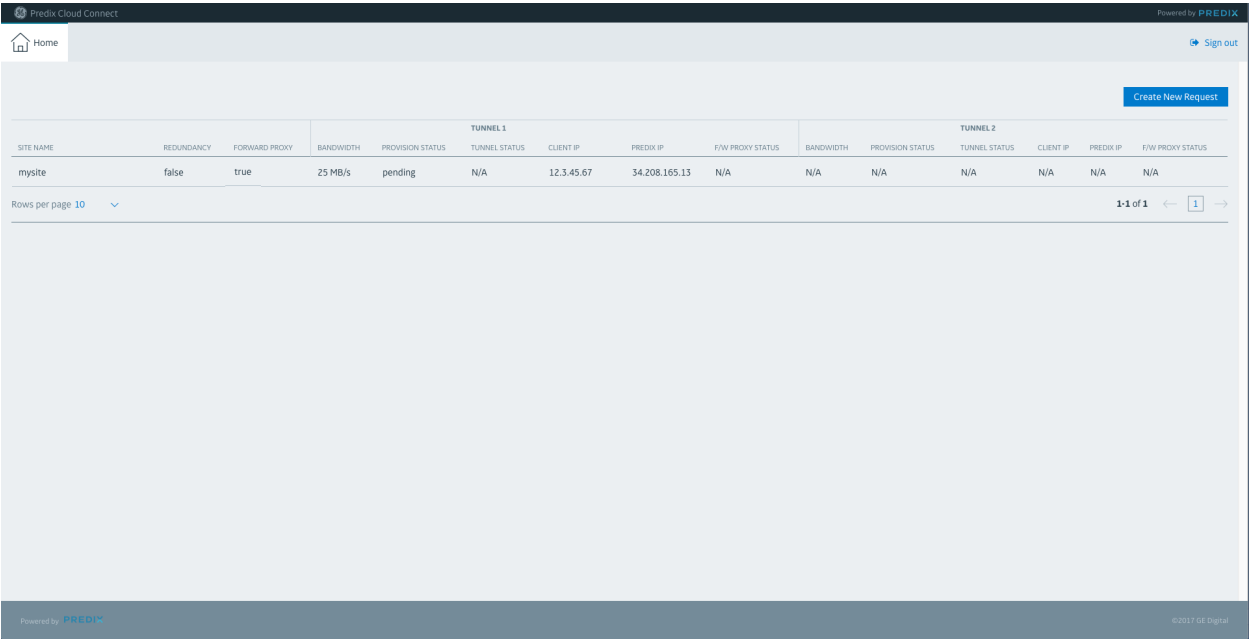 Predix Cloud Connect Powered by PREDIX
Home Sign out
Create New Request
TUNNEL 1 TUNNEL 2
SITE NAME REDUNDANCY FORWARD PROXY BANDWIDTH PROVISION STATUS TUNNEL STATUS CLIENT IP PREDIX IP F/W PROXY STATUS BANDWIDTH PROVISION STATUS TUNNEL STATUS CLIENT IP PREDIX IP F/W PROXY STATUS
mysite false true 25 MB/s pending N/A 12.3.45.67 34.208.165.13 N/A N/A N/A N/A N/A N/A N/A
Rows per page 10 1-1 of 1 ← 1 →
Powered by PREDIX ©2017 GE Digital